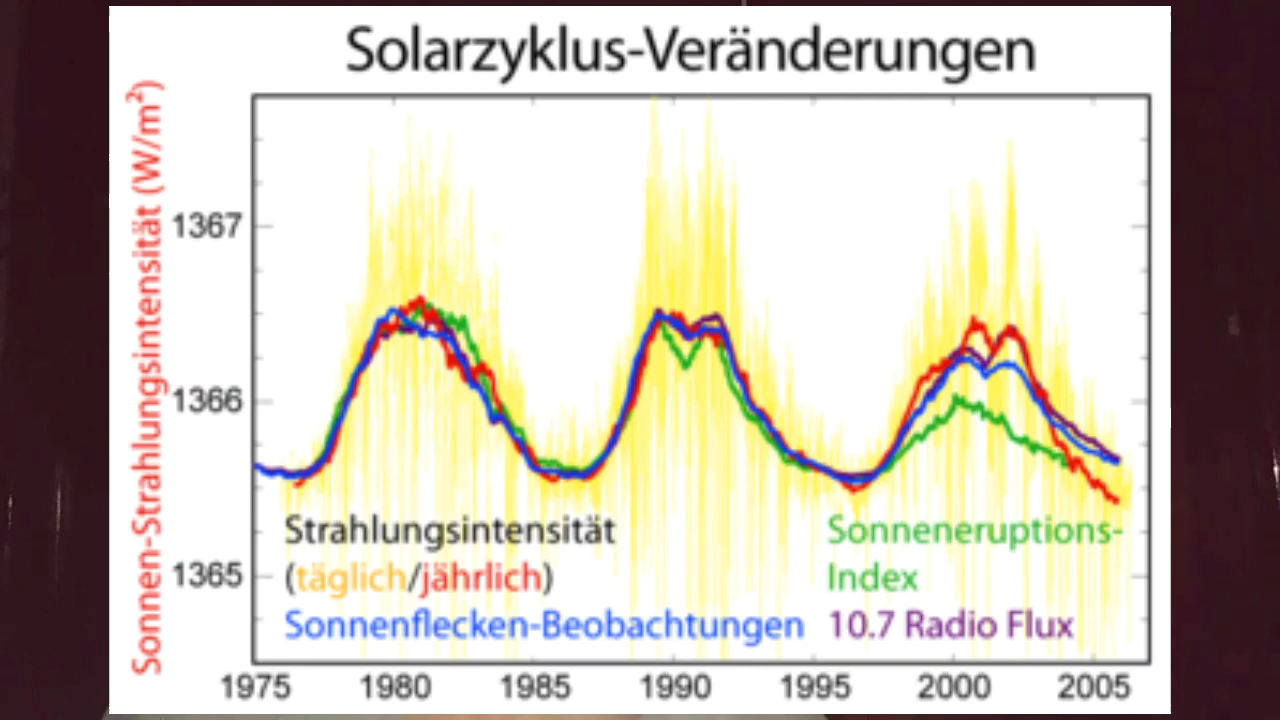 Solarzyklus-Veränderungen
Sonnen-Strahlungsintensität (W/m²)
1367
1366
1365
Strahlungsintensität
(täglich/jährlich)
Sonnenflecken-Beobachtungen
Sonneneruptions-
Index
10.7 Radio Flux
1975 1980 1985 1990 1995 2000 2005